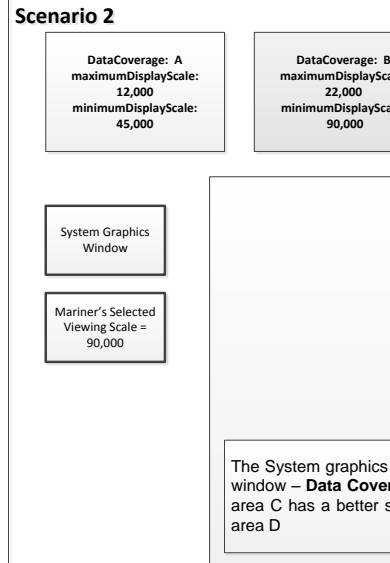 Scenario 2
DataCoverage: A
maximumDisplayScale:
12,000
minimumDisplayScale:
45,000
DataCoverage: B
maximumDisplaySca
22,000
minimumDisplaySca
90,000
System Graphics
Window
Mariner's Selected
Viewing Scale =
90,000
The System graphics
window – Data Cover
area C has a better s
area D